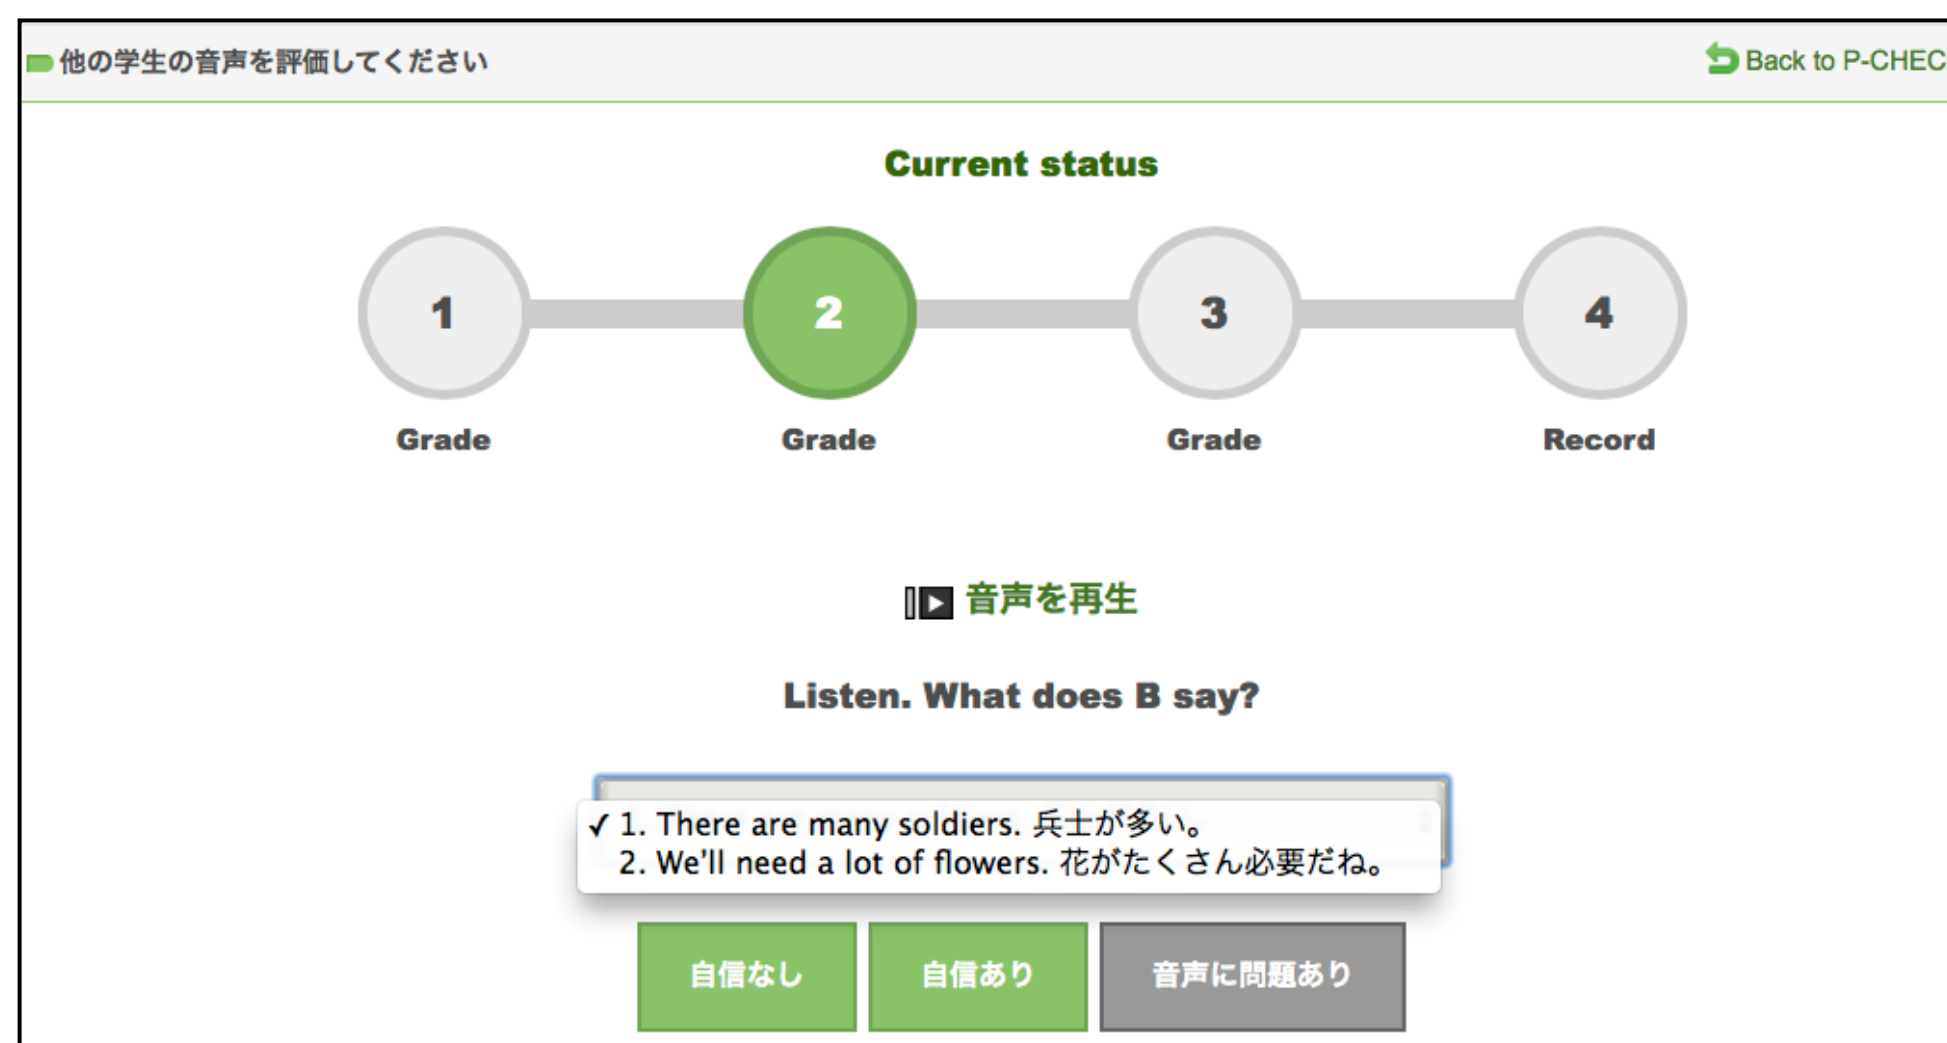 他の学生の音声を評価してください
Back to P-CHEC
Current status
1 2 3 4
Grade Grade Grade Record
音声を再生
Listen. What does B say?
✓ 1. There are many soldiers. 兵士が多い。
2. We'll need a lot of flowers. 花がたくさん必要だね。
自信なし 自信あり 音声に問題あり